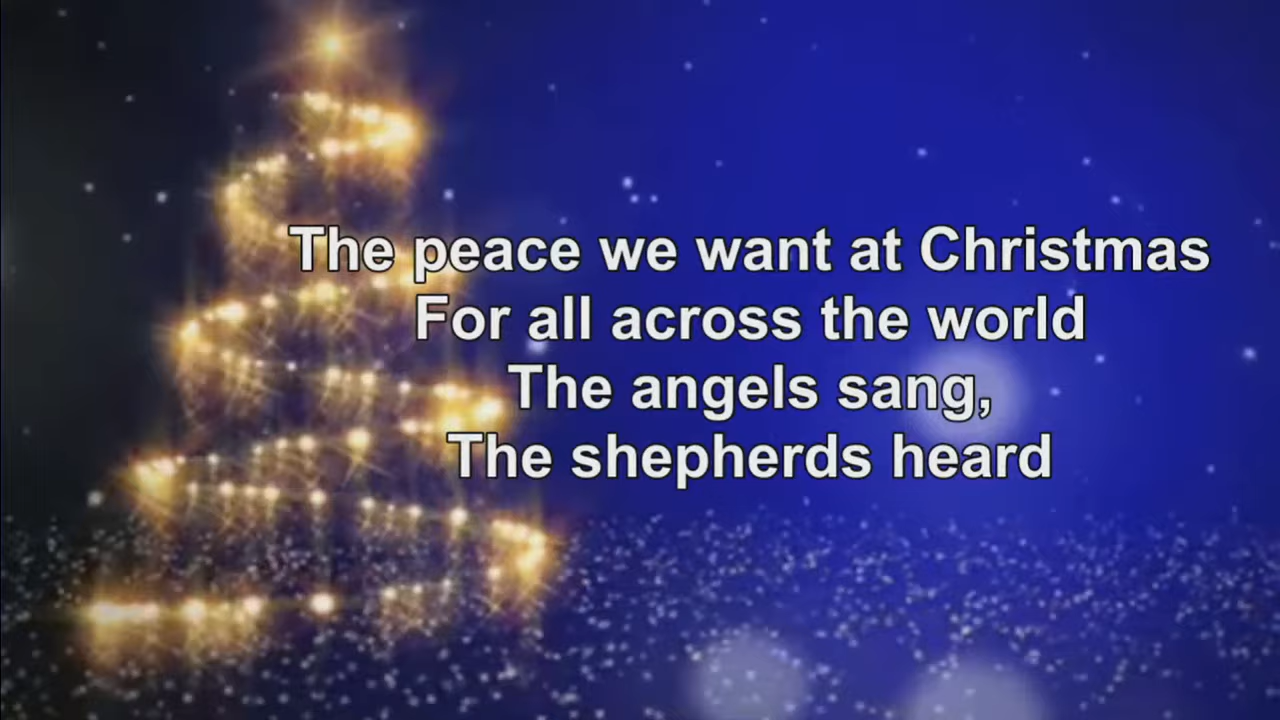 The peace we want at Christmas
For all across the world
The angels sang,
The shepherds heard